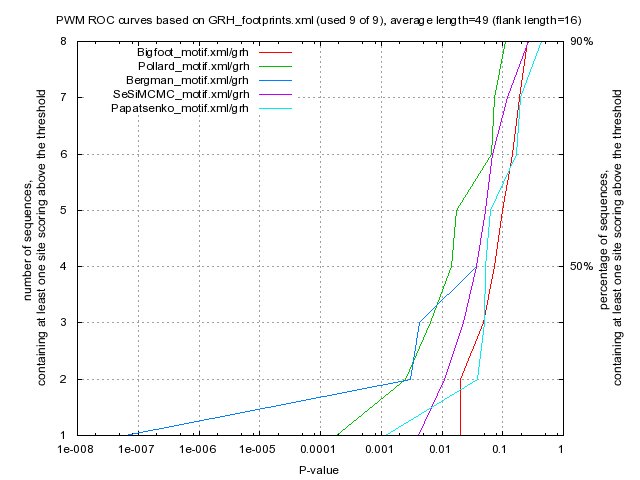 PWM ROC curves based on GRH_footprints.xml (used 9 of 9), average length=49 (flank length=16)
8
7
6
5
4
3
2
1
90%
50%
Bigfoot_motif.xml/grh
Pollard_motif.xml/grh
Bergman_motif.xml/grh
SeSiMCMC_motif.xml/grh
Papatsenko_motif.xml/grh
number of sequences,
containing at least one site scoring above the threshold
percentage of sequences,
containing at least one site scoring above the threshold
1e-008 1e-007 1e-006 1e-005 0.0001 0.001 0.01 0.1 1
P-value